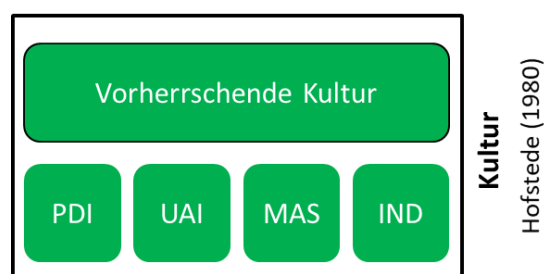 Vorherrschende Kultur
PDI
UAI
MAS
IND
Kultur
Hofstede (1980)